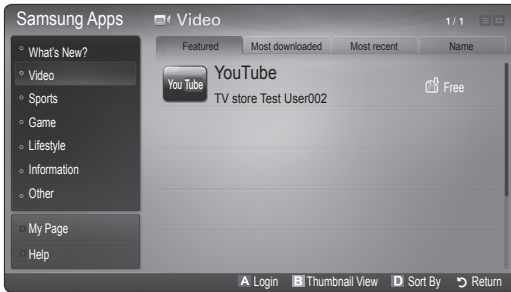 Samsung Apps
Video
1/1
What's New?
Video
Sports
Game
Lifestyle
Information
Other
My Page
Help
Featured
Most downloaded
Most recent
Name
You Tube
YouTube
TV store Test User002
Free
A Login
B Thumbnail View
D Sort By
Return